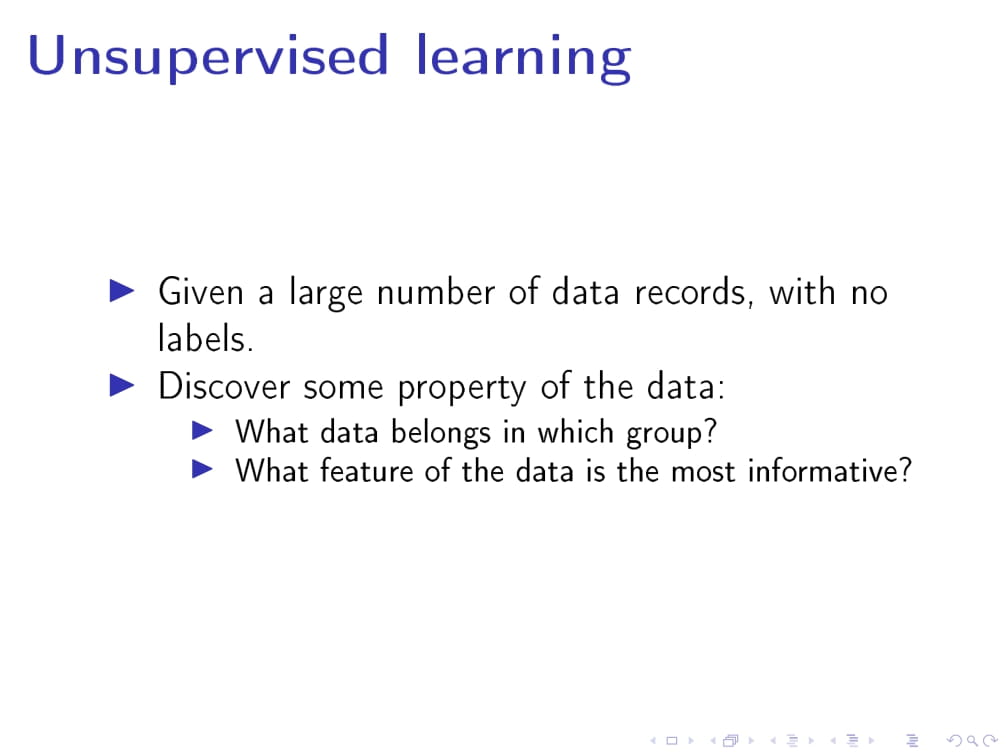 Unsupervised learning
Given a large number of data records, with no
labels.
Discover some property of the data:
What data belongs in which group?
What feature of the data is the most informative?